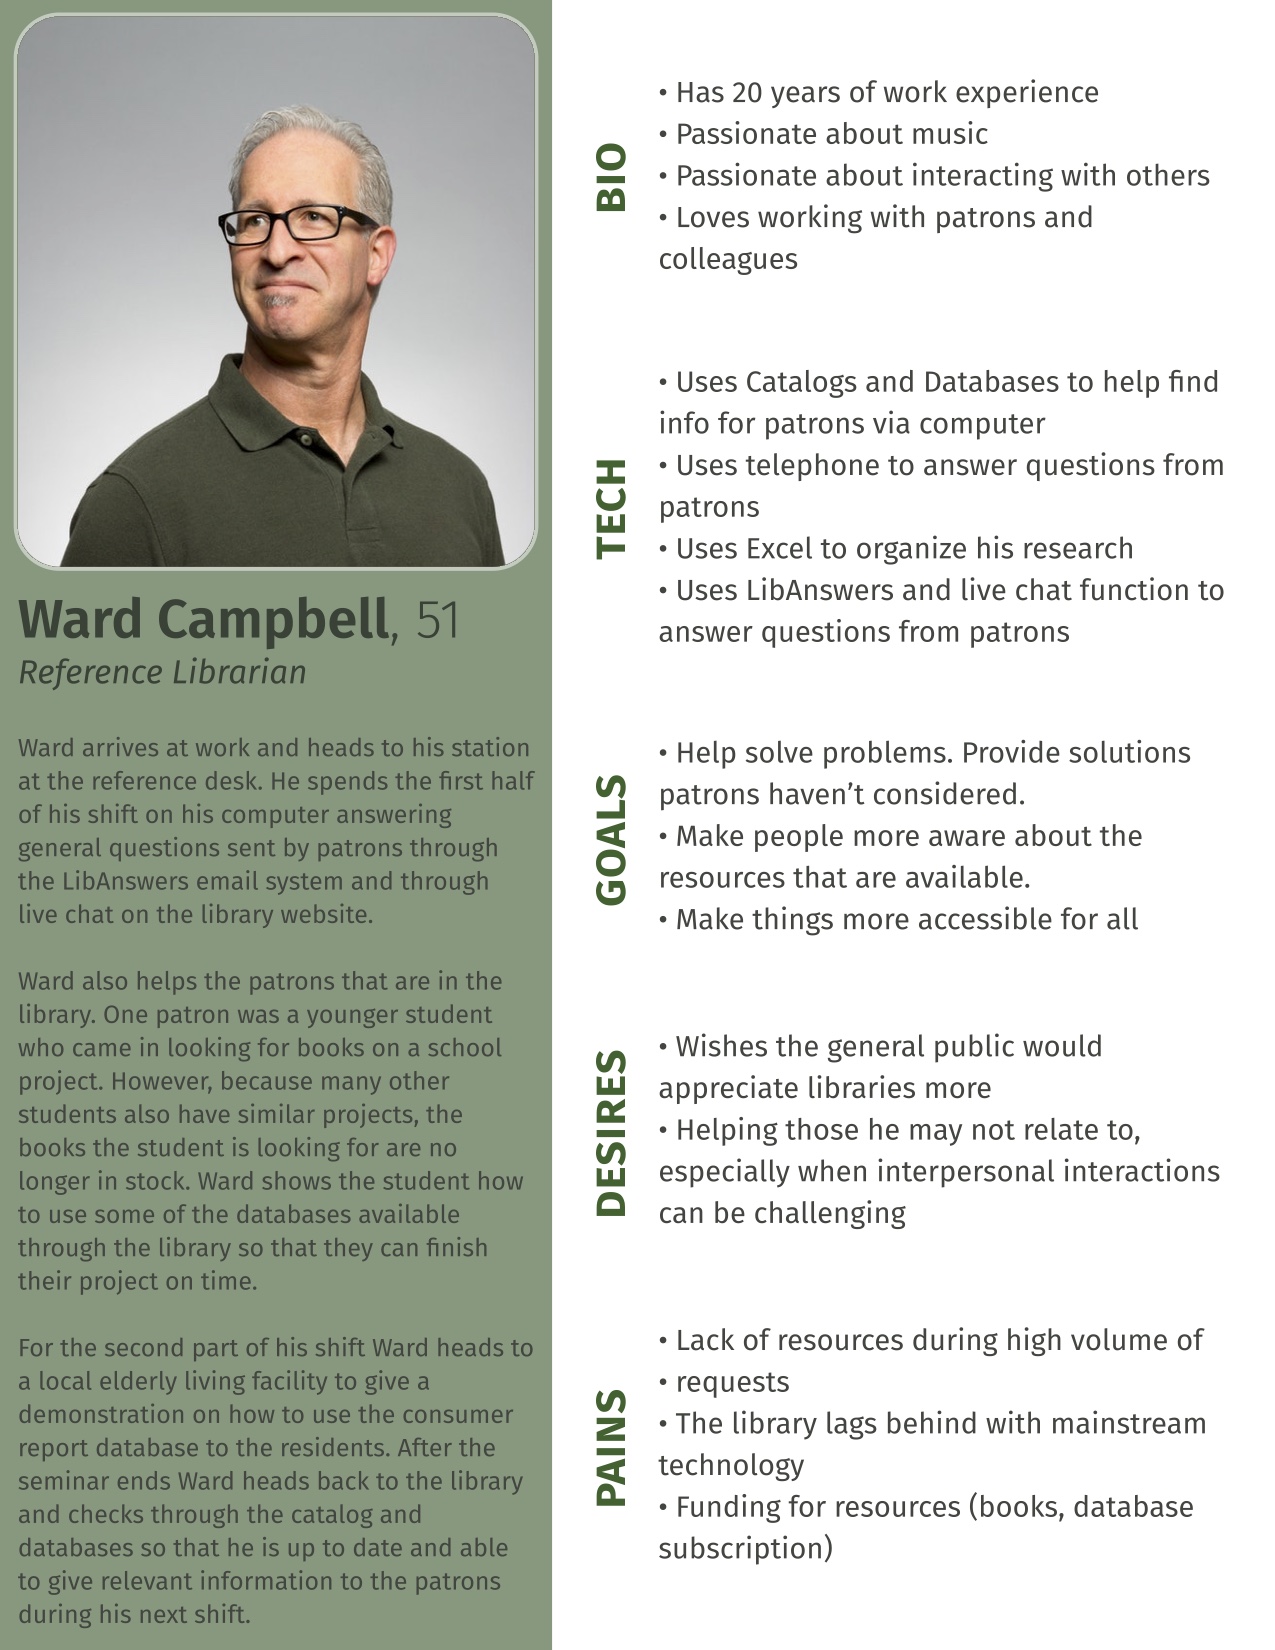 Ward Campbell, 51
Reference Librarian
Ward arrives at work and heads to his station
at the reference desk. He spends the first half
of his shift on his computer answering
general questions sent by patrons through
the LibAnswers email system and through
live chat on the library website.
Ward also helps the patrons that are in the
library. One patron was a younger student
who came in looking for books on a school
project. However, because many other
students also have similar projects, the
books the student is looking for are no
longer in stock. Ward shows the student how
to use some of the databases available
through the library so that they can finish
their project on time.
For the second part of his shift Ward heads to
a local elderly living facility to give a
demonstration on how to use the consumer
report database to the residents. After the
seminar ends Ward heads back to the library
and checks through the catalog and
databases so that he is up to date and able
to give relevant information to the patrons
during his next shift.
BIO
• Has 20 years of work experience
• Passionate about music
• Passionate about interacting with others
• Loves working with patrons and
colleagues
TECH
• Uses Catalogs and Databases to help find
info for patrons via computer
• Uses telephone to answer questions from
patrons
• Uses Excel to organize his research
• Uses LibAnswers and live chat function to
answer questions from patrons
GOALS
• Help solve problems. Provide solutions
patrons haven’t considered.
• Make people more aware about the
resources that are available.
• Make things more accessible for all
DESIRES
• Wishes the general public would
appreciate libraries more
• Helping those he may not relate to,
especially when interpersonal interactions
can be challenging
PAINS
• Lack of resources during high volume of
• requests
• The library lags behind with mainstream
technology
• Funding for resources (books, database
subscription)